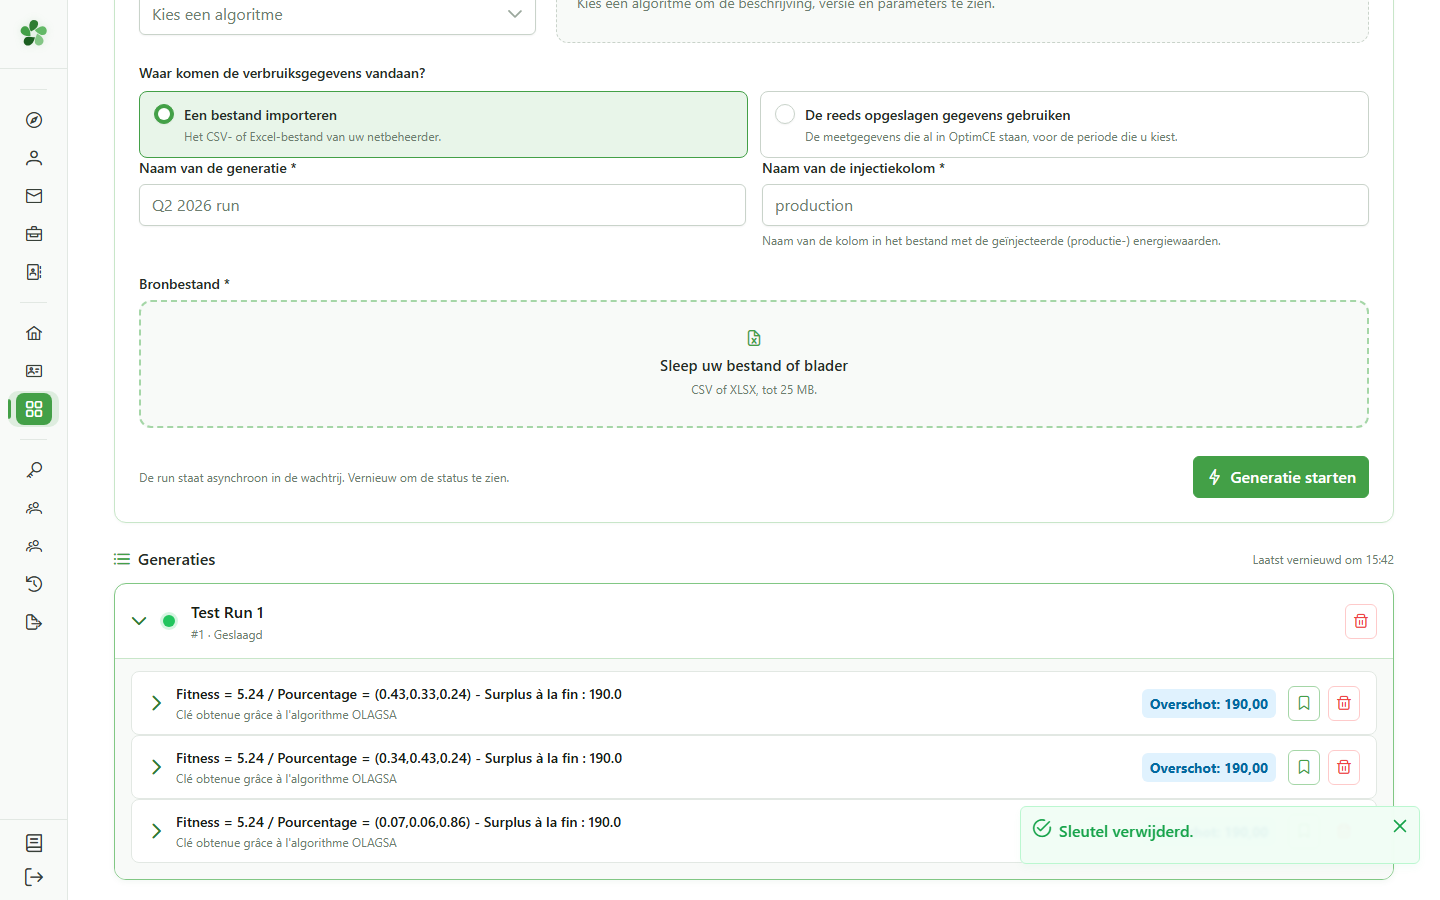 Kies een algoritme
Kies een algoritme om de beschrijving, versie en parameters te zien.
Waar komen de verbruiksgegevens vandaan?
Een bestand importeren
Het CSV- of Excel-bestand van uw netbeheerder.
De reeds opgeslagen gegevens gebruiken
De meetgegevens die al in OptimCE staan, voor de periode die u kiest.
Naam van de generatie *
Q2 2026 run
Naam van de injectiekolom *
production
Naam van de kolom in het bestand met de geïnjecteerde (productie-) energiewaarden.
Bronbestand *
Sleep uw bestand of blader
CSV of XLSX, tot 25 MB.
De run staat asynchroon in de wachtrij. Vernieuw om de status te zien.
Generatie starten
Generaties
Laatst vernieuwd om 15:42
Test Run 1
#1 · Geslaagd
Fitness = 5.24 / Pourcentage = (0.43,0.33,0.24) - Surplus à la fin : 190.0
Clé obtenue grâce à l'algorithme OLAGSA
Overschot: 190,00
Fitness = 5.24 / Pourcentage = (0.34,0.43,0.24) - Surplus à la fin : 190.0
Clé obtenue grâce à l'algorithme OLAGSA
Overschot: 190,00
Fitness = 5.24 / Pourcentage = (0.07,0.06,0.86) - Surplus à la fin : 190.0
Clé obtenue grâce à l'algorithme OLAGSA
Sleutel verwijderd.